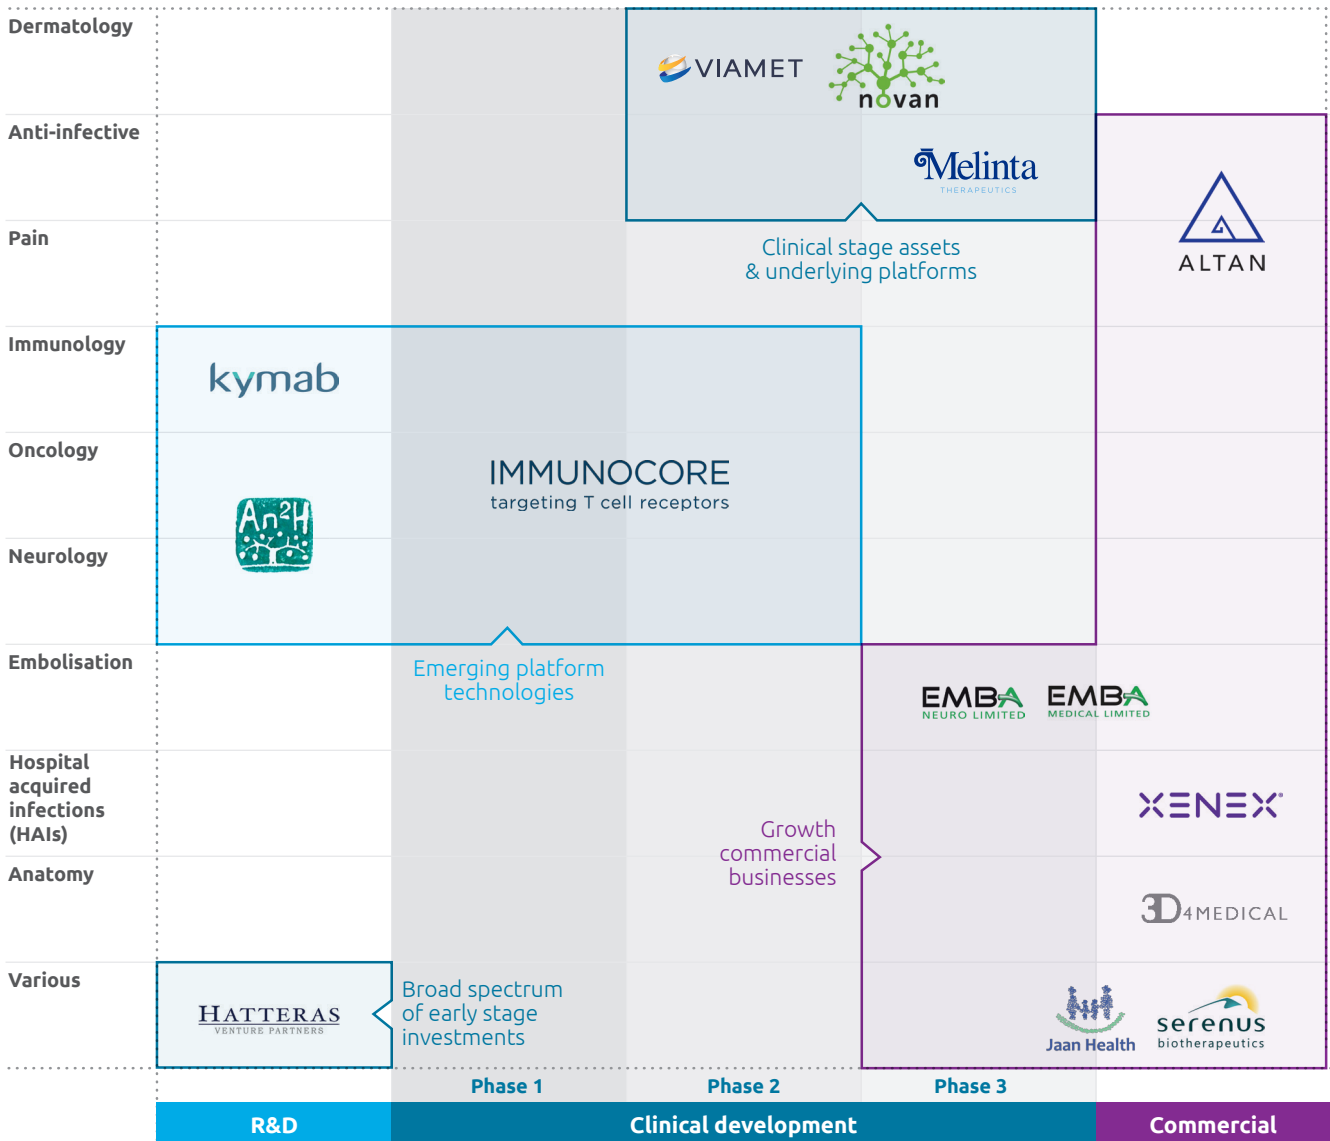 Dermatology
VIAMET
novan
Anti-infective
Melinta
THERAPEUTICS
ALTAN
Pain
Clinical stage assets
& underlying platforms
Immunology
kymab
Oncology
IMMUNOCORE
targeting T cell receptors
An2H
Neurology
Embolisation
Emerging platform
technologies
EMBA
NEURO LIMITED
EMBA
MEDICAL LIMITED
Hospital
acquired
infections
(HAIs)
XENEX®
Growth
commercial
businesses
Anatomy
3D4MEDICAL
Various
HATTERAS
VENTURE PARTNERS
Broad spectrum
of early stage
investments
Jaan Health
serenus
biotherapeutics
Phase 1 Phase 2 Phase 3
R&D Clinical development Commercial